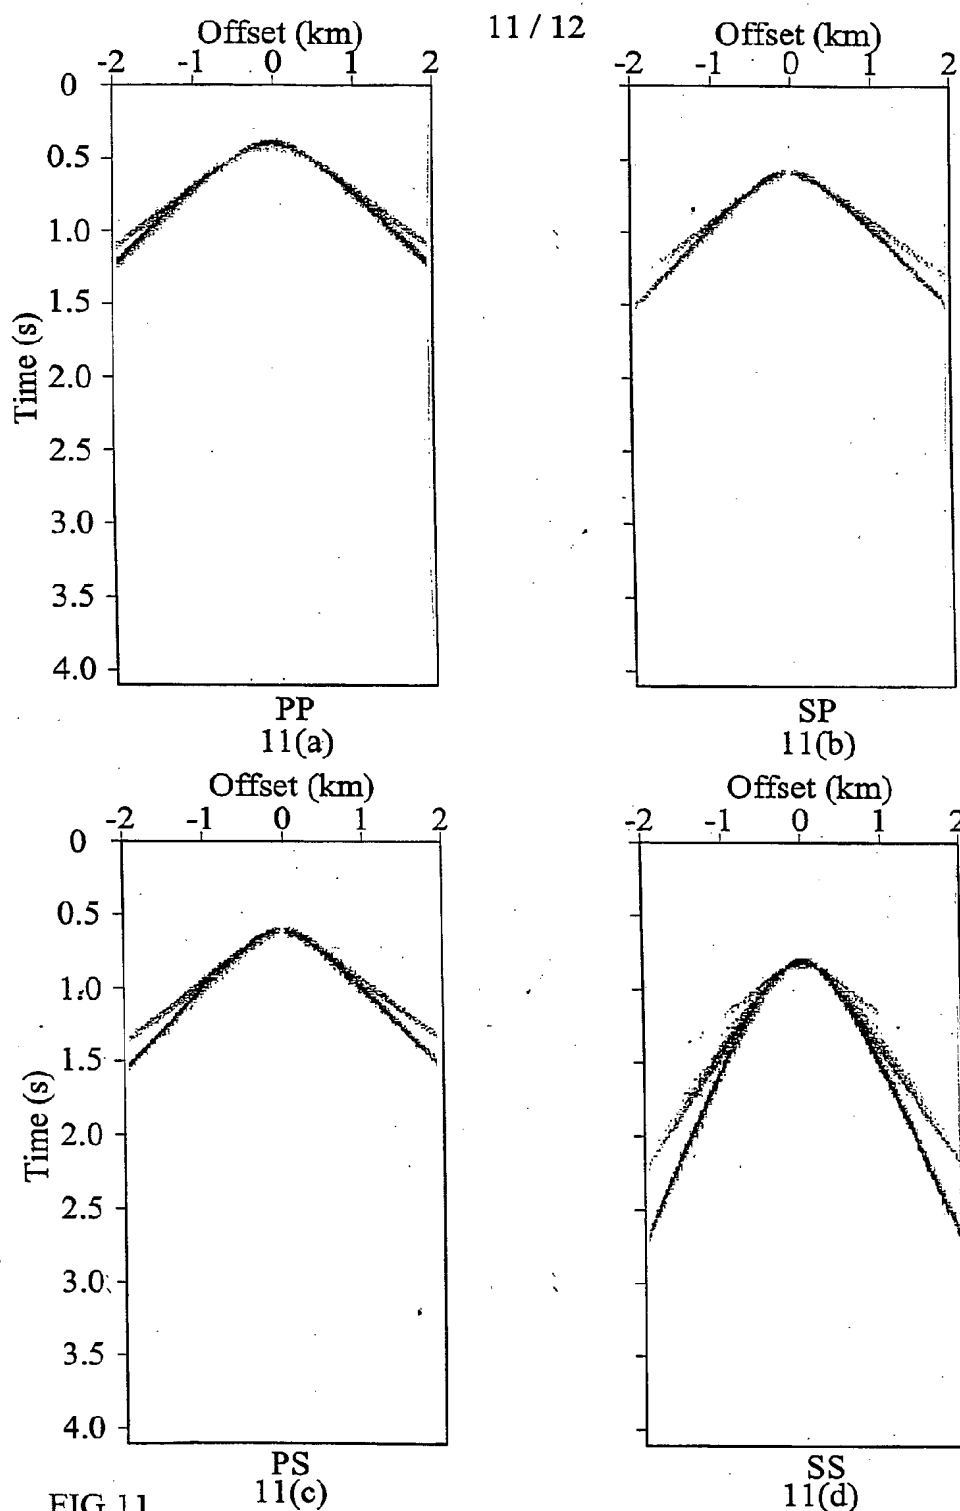 11 / 12
Offset (km)
-2 -1 0 1 2
0
0.5
1.0
1.5
2.0
2.5
3.0
3.5
4.0
Time (s)
PP
11(a)
Offset (km)
-2 -1 0 1 2
SP
11(b)
Offset (km)
-2 -1 0 1 2
0
0.5
1.0
1.5
2.0
2.5
3.0
3.5
4.0
Time (s)
PS
11(c)
Offset (km)
-2 -1 0 1 2
SS
11(d)
FIG 11